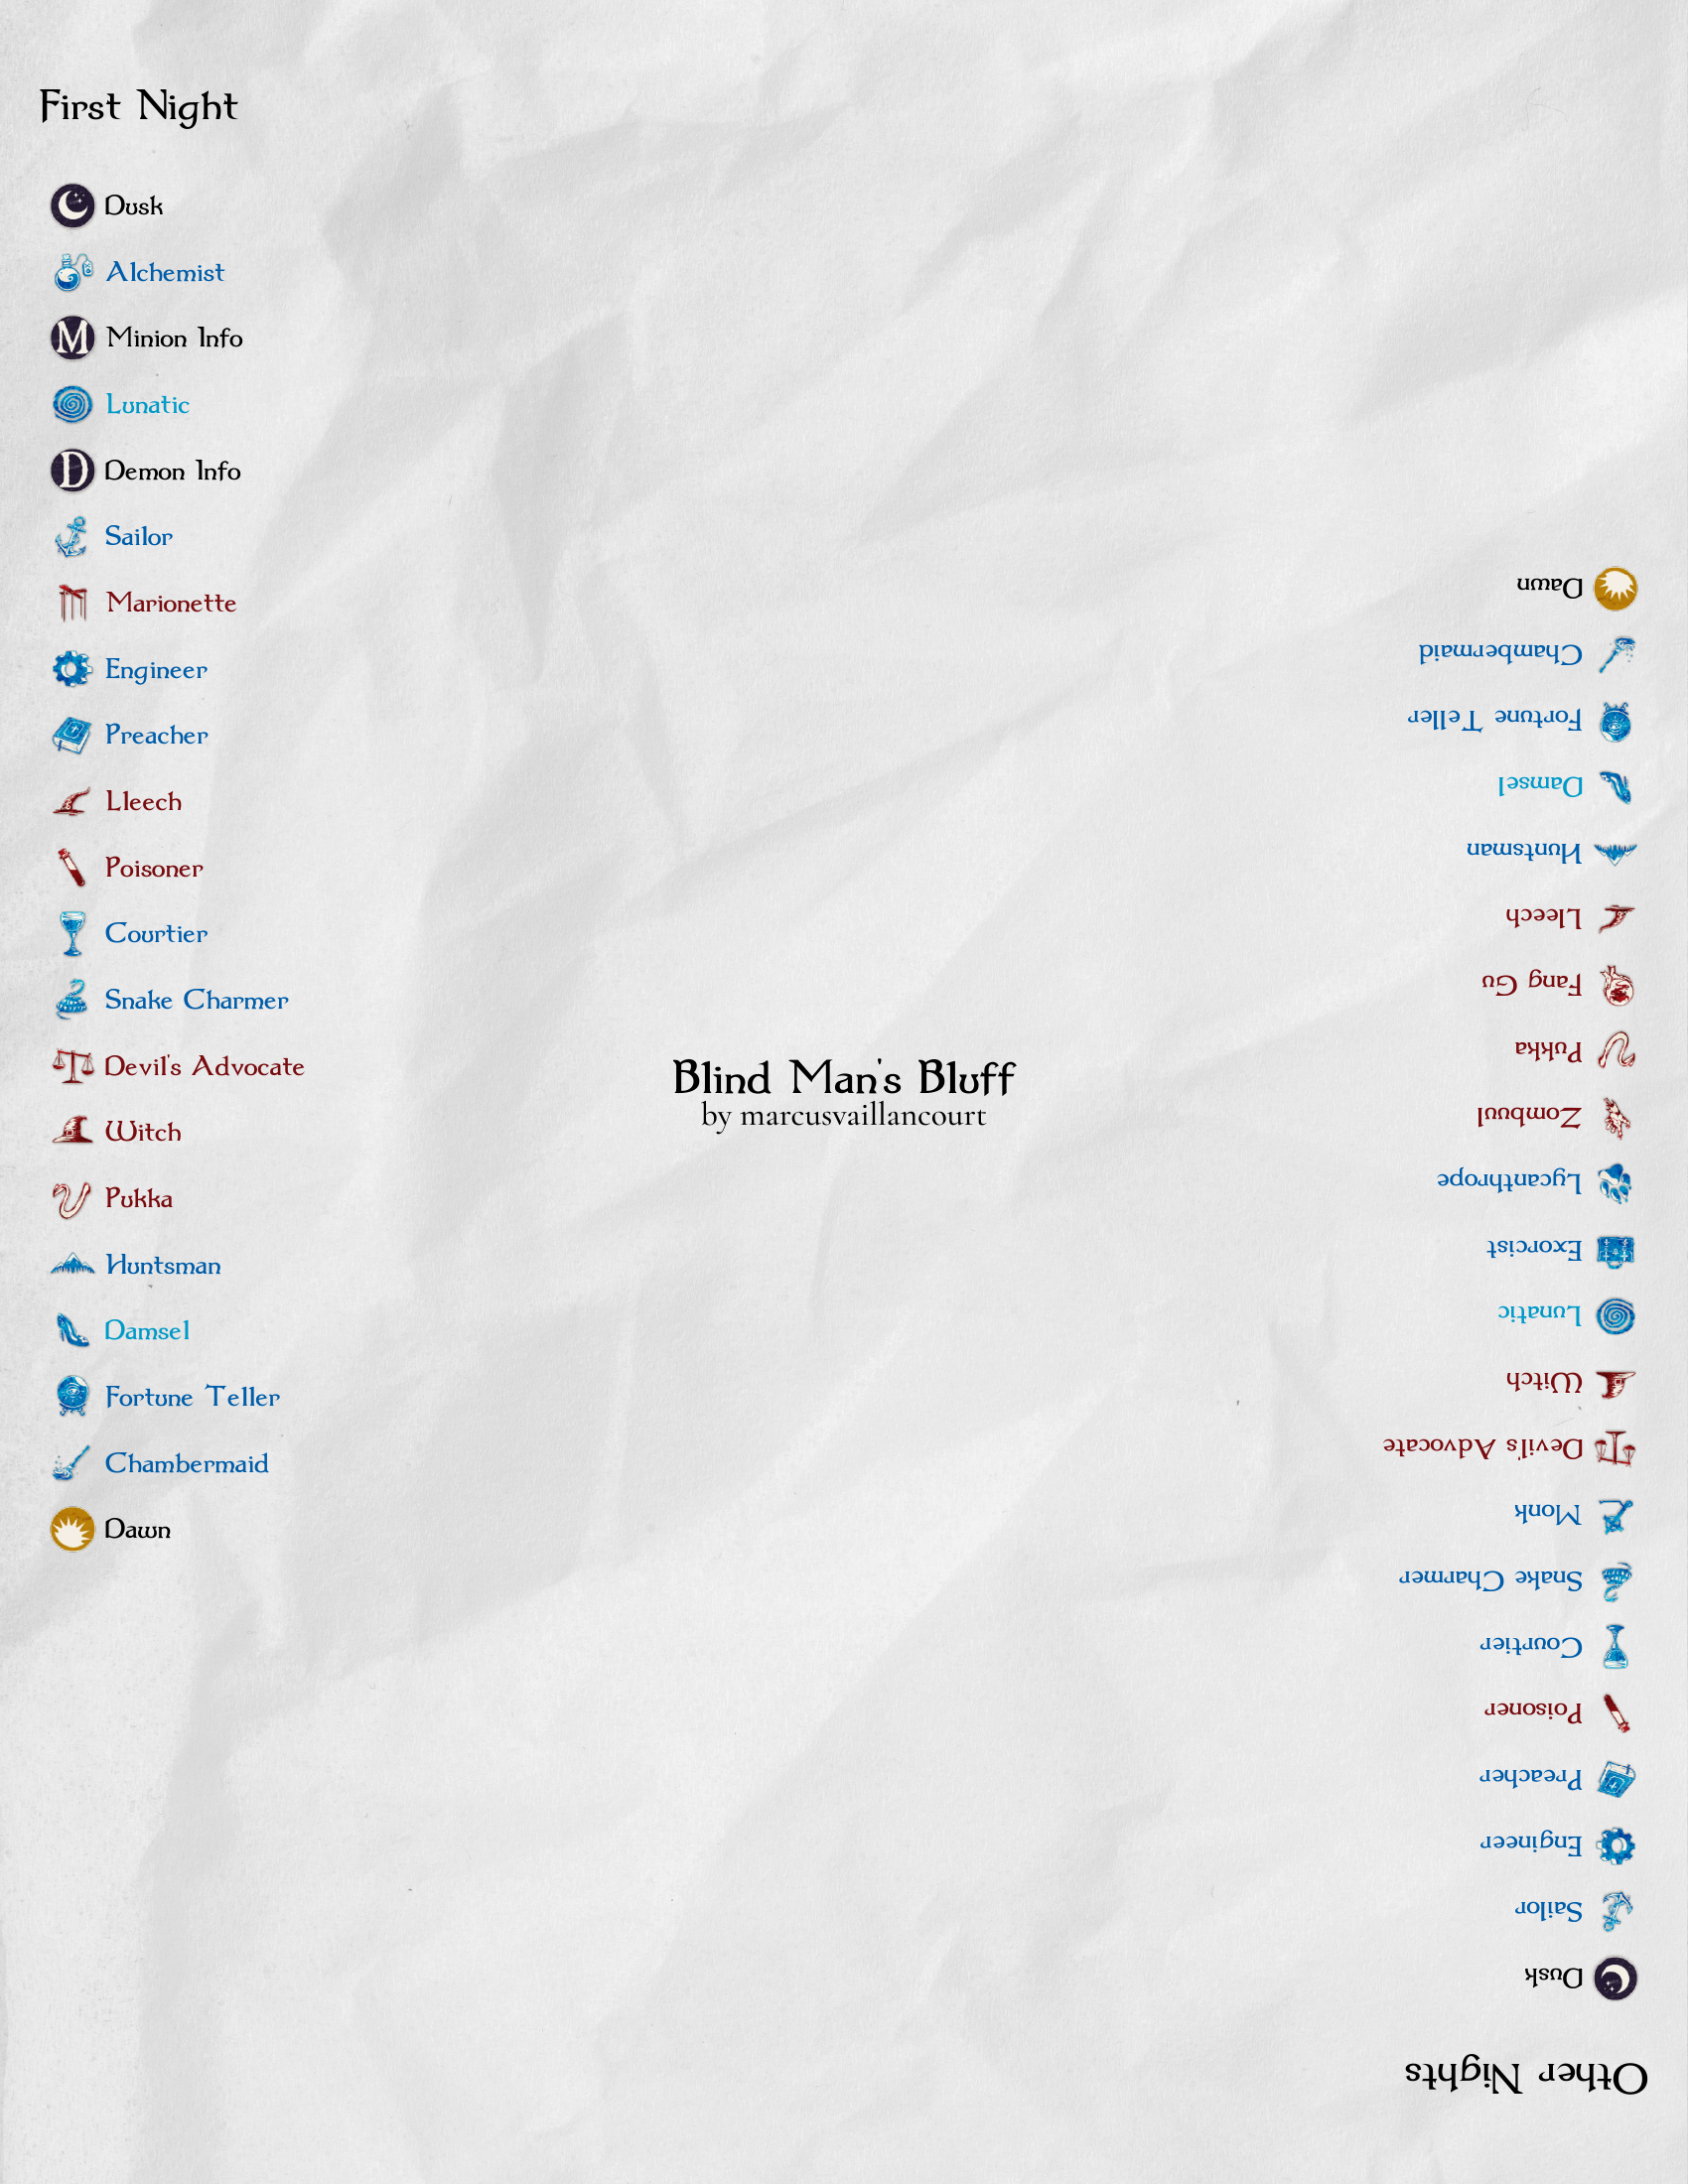 First Night
Dusk
Alchemist
M Minion Info
Lunatic
D Demon Info
Sailor
Marionette
Engineer
Preacher
Lleech
Poisoner
Courtier
Snake Charmer
Devil's Advocate
Witch
Pukka
Huntsman
Damsel
Fortune Teller
Chambermaid
Dawn
Blind Man's Bluff
by marcusvaillancourt
Other Nights
Dusk
Sailor
Engineer
Preacher
Poisoner
Courtier
Snake Charmer
Monk
Devil's Advocate
Witch
Lunatic
Exorcist
Lycanthrope
Zombuul
Pukka
Fang Gu
Lleech
Huntsman
Damsel
Fortune Teller
Chambermaid
Dawn